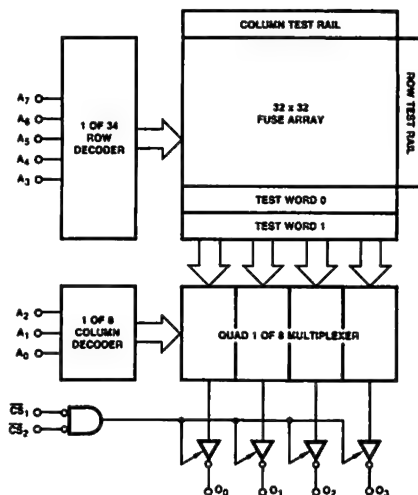 COLUMN TEST RAIL
A7
A6
A5
A4
A3
1 OF 34
ROW
DECODER
32 x 32
FUSE ARRAY
ROW TEST RAIL
TEST WORD 0
TEST WORD 1
A2
A1
A0
1 OF 8
COLUMN
DECODER
QUAD 1 OF 8 MULTIPLEXER
C̅S̅1
C̅S̅2
O0
O1
O2
O3